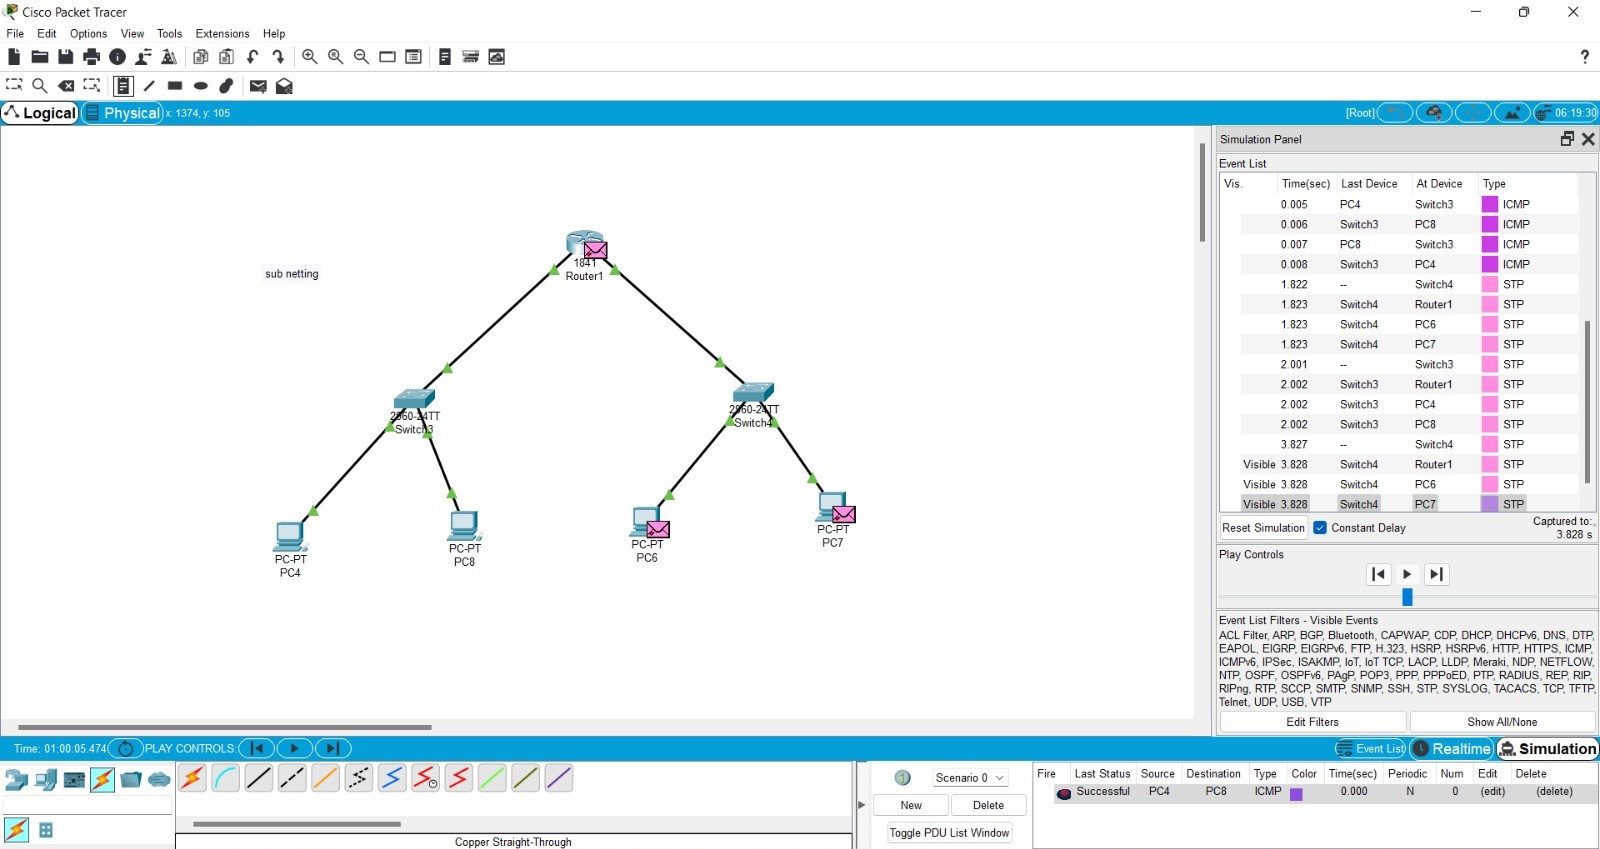 Cisco Packet Tracer
File Edit Options View Tools Extensions Help
?
Logical Physical x: 1374, y: 105 [Root] 06:19:30
sub netting
1841
Router1
2960-24TT
Switch3
2960-24TT
Switch4
PC-PT
PC4
PC-PT
PC8
PC-PT
PC6
PC-PT
PC7
Simulation Panel
Event List
Vis. Time(sec) Last Device At Device Type
0.005 PC4 Switch3 ICMP
0.006 Switch3 PC8 ICMP
0.007 PC8 Switch3 ICMP
0.008 Switch3 PC4 ICMP
1.822 -- Switch4 STP
1.823 Switch4 Router1 STP
1.823 Switch4 PC6 STP
1.823 Switch4 PC7 STP
2.001 -- Switch3 STP
2.002 Switch3 Router1 STP
2.002 Switch3 PC4 STP
2.002 Switch3 PC8 STP
3.827 -- Switch4 STP
Visible 3.828 Switch4 Router1 STP
Visible 3.828 Switch4 PC6 STP
Visible 3.828 Switch4 PC7 STP
Reset Simulation Constant Delay Captured to:
3.828 s
Play Controls
Event List Filters - Visible Events
ACL Filter, ARP, BGP, Bluetooth, CAPWAP, CDP, DHCP, DHCPv6, DNS, DTP,
EAPOL, EIGRP, EIGRPv6, FTP, H.323, HSRP, HSRPv6, HTTP, HTTPS, ICMP,
ICMPv6, IPSec, ISAKMP, IoT, IoT TCP, LACP, LLDP, Meraki, NDP, NETFLOW,
NTP, OSPF, OSPFv6, PAgP, POP3, PPP, PPPoED, PTP, RADIUS, REP, RIP,
RIPng, RTP, SCCP, SMTP, SNMP, SSH, STP, SYSLOG, TACACS, TCP, TFTP,
Telnet, UDP, USB, VTP
Edit Filters Show All/None
Time: 01:00:05.474 PLAY CONTROLS: Event List Realtime Simulation
Copper Straight-Through
1 Scenario 0
New Delete
Toggle PDU List Window
Fire Last Status Source Destination Type Color Time(sec) Periodic Num Edit Delete
Successful PC4 PC8 ICMP 0.000 N 0 (edit) (delete)